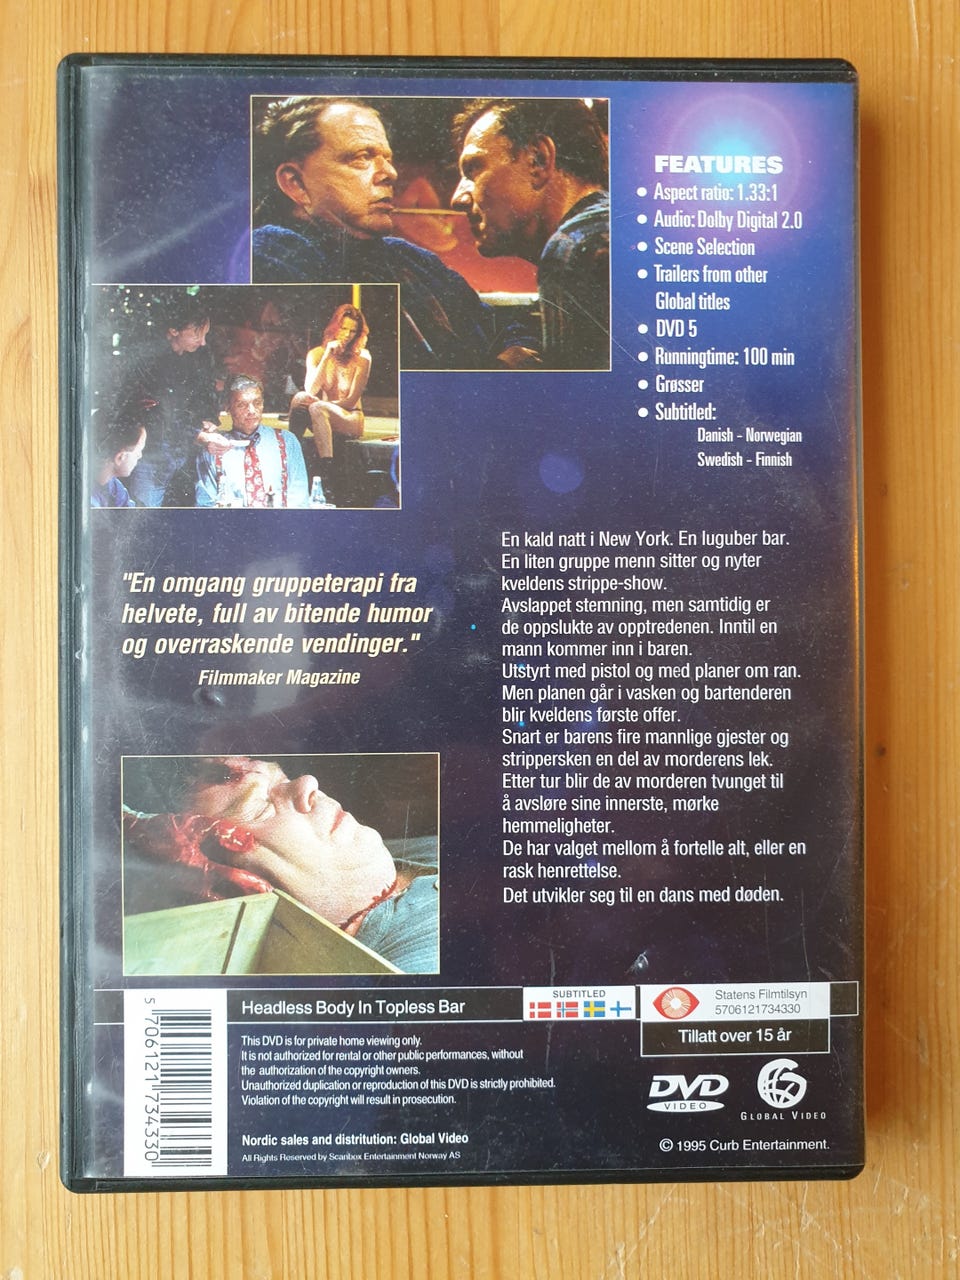 FEATURES
• Aspect ratio: 1.33:1
• Audio: Dolby Digital 2.0
• Scene Selection
• Trailers from other
Global titles
• DVD 5
• Runningtime: 100 min
• Grøsser
• Subtitled:
Danish - Norwegian
Swedish - Finnish
"En omgang gruppeterapi fra
helvete, full av bitende humor
og overraskende vendinger."
Filmmaker Magazine
En kald natt i New York. En luguber bar.
En liten gruppe menn sitter og nyter
kveldens strippe-show.
Avslappet stemning, men samtidig er
de oppslukte av opptredenen. Inntil en
mann kommer inn i baren.
Utstyrt med pistol og med planer om ran.
Men planen går i vasken og bartenderen
blir kveldens første offer.
Snart er barens fire mannlige gjester og
strippersken en del av morderens lek.
Etter tur blir de av morderen tvunget til
å avsløre sine innerste, mørke
hemmeligheter.
De har valget mellom å fortelle alt, eller en
rask henrettelse.
Det utvikler seg til en dans med døden.
5 706121 734330
Headless Body In Topless Bar
SUBTITLED
Statens Filmtilsyn
5706121734330
Tillatt over 15 år
This DVD is for private home viewing only.
It is not authorized for rental or other public performances, without
the authorization of the copyright owners.
Unauthorized duplication or reproduction of this DVD is strictly prohibited.
Violation of the copyright will result in prosecution.
Nordic sales and distritution: Global Video
All Rights Reserved by Scanbox Entertainment Norway AS
DVD
VIDEO
GLOBAL VIDEO
© 1995 Curb Entertainment.